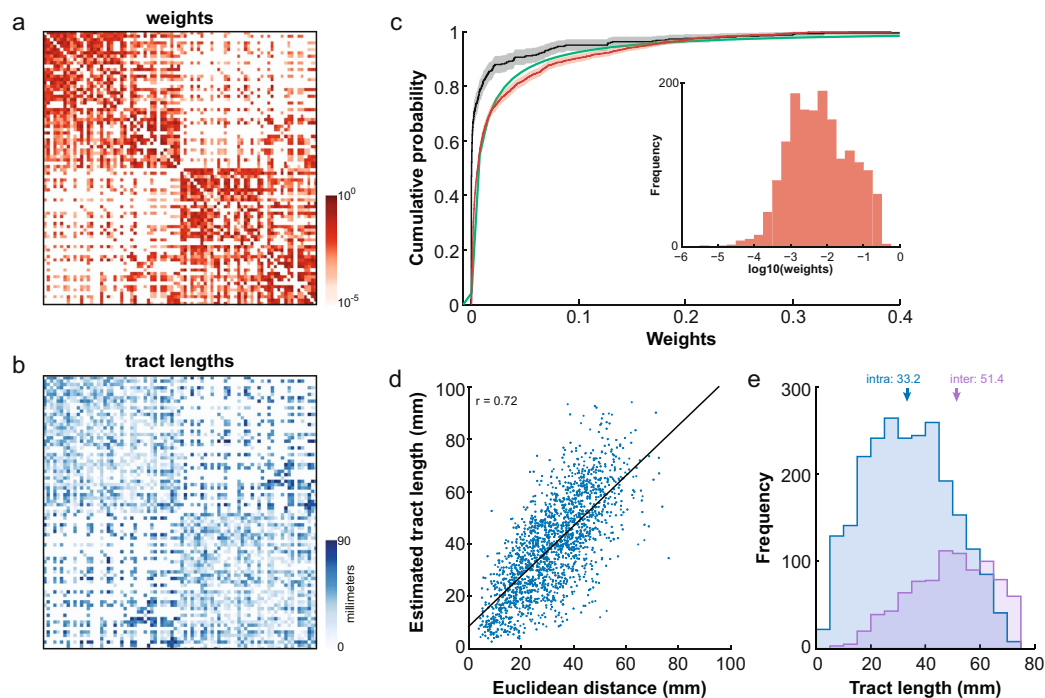 a
weights
10^0
10^-5
b
tract lengths
90
millimeters
0
c
Cumulative probability
1
0.8
0.6
0.4
0.2
0
0 0.1 0.2 0.3 0.4
Weights
200
Frequency
0
−6 −5 −4 −3 −2 −1 0
log10(weights)
d
r = 0.72
Estimated tract length (mm)
100
80
60
40
20
0
0 20 40 60 80 100
Euclidean distance (mm)
e
intra: 33.2
inter: 51.4
Frequency
300
200
100
0
0 20 40 60 80
Tract length (mm)